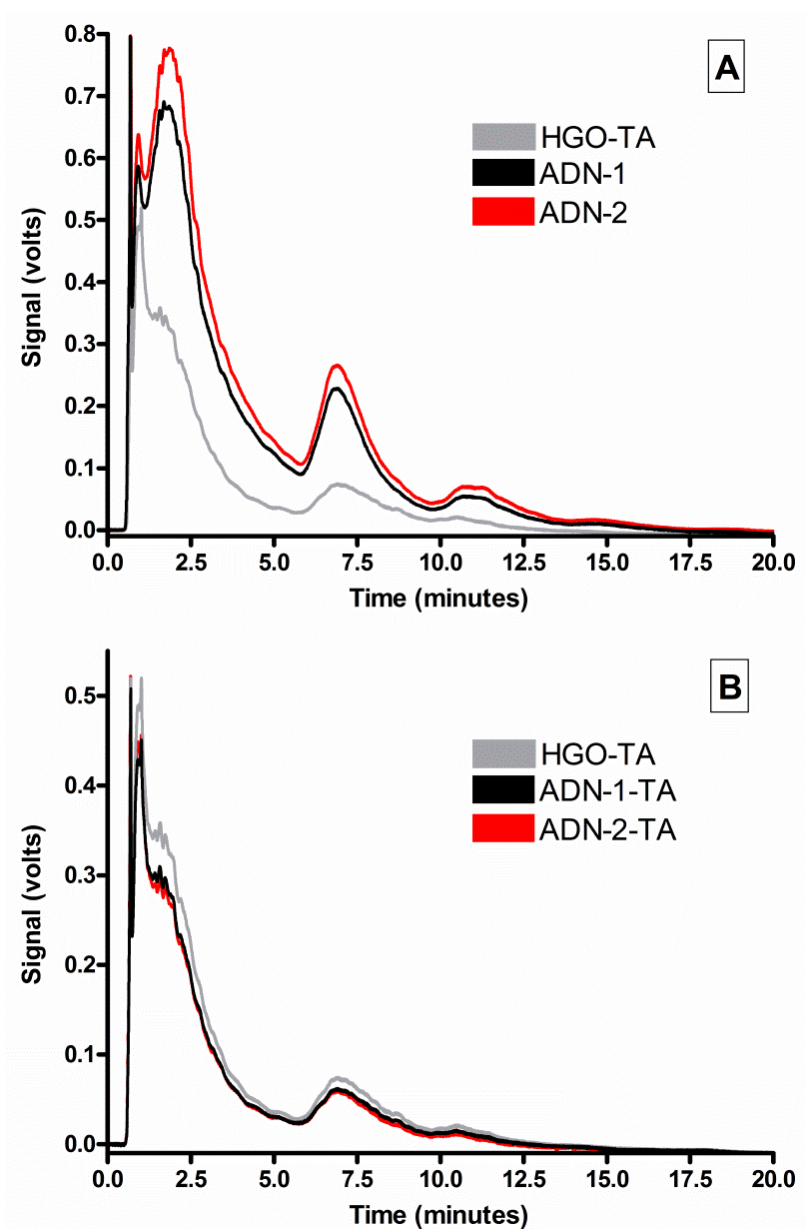 A
HGO-TA
ADN-1
ADN-2
Signal (volts)
0.8
0.7
0.6
0.5
0.4
0.3
0.2
0.1
0.0
0.0 2.5 5.0 7.5 10.0 12.5 15.0 17.5 20.0
Time (minutes)
B
HGO-TA
ADN-1-TA
ADN-2-TA
Signal (volts)
0.5
0.4
0.3
0.2
0.1
0.0
0.0 2.5 5.0 7.5 10.0 12.5 15.0 17.5 20.0
Time (minutes)